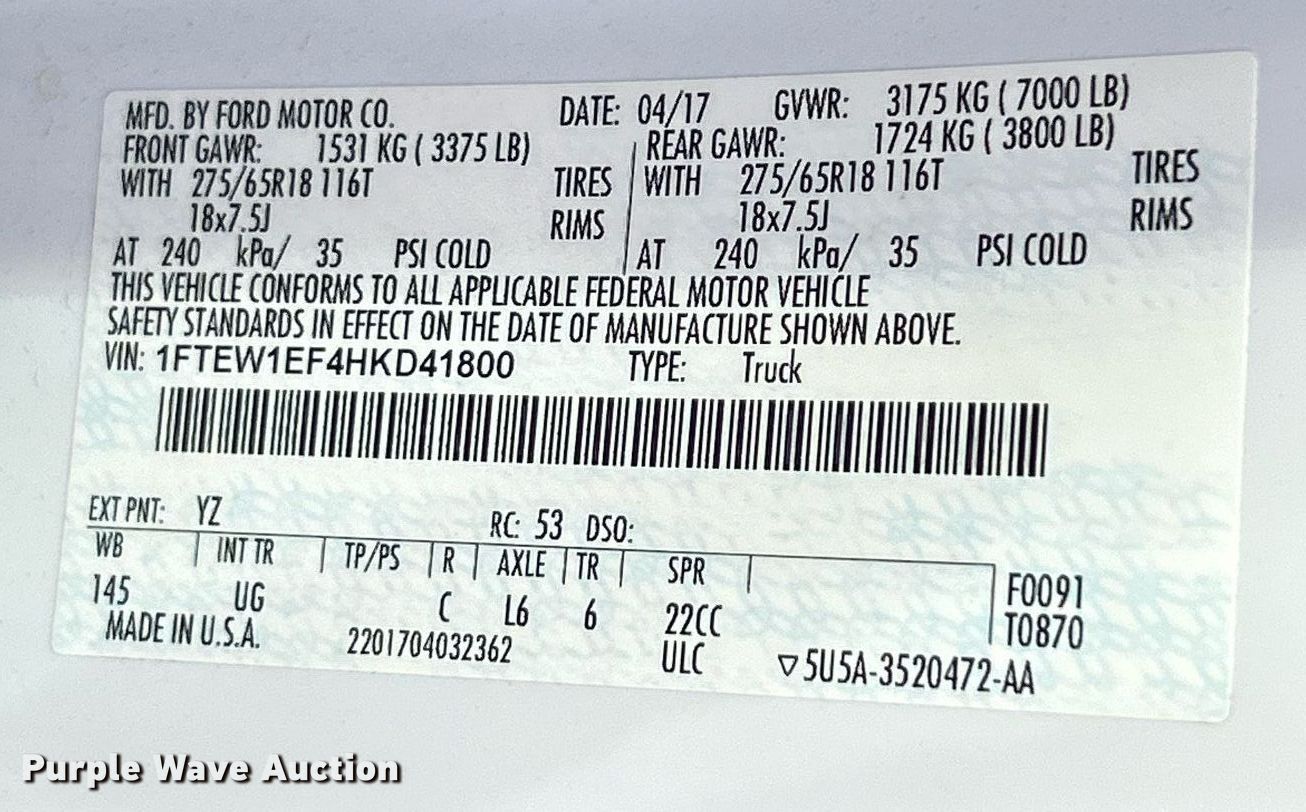 MFD. BY FORD MOTOR CO. DATE: 04/17 GVWR: 3175 KG ( 7000 LB)
FRONT GAWR: 1531 KG ( 3375 LB) REAR GAWR: 1724 KG ( 3800 LB)
WITH 275/65R18 116T TIRES WITH 275/65R18 116T TIRES
18x7.5J RIMS 18x7.5J RIMS
AT 240 kPa/ 35 PSI COLD AT 240 kPa/ 35 PSI COLD
THIS VEHICLE CONFORMS TO ALL APPLICABLE FEDERAL MOTOR VEHICLE
SAFETY STANDARDS IN EFFECT ON THE DATE OF MANUFACTURE SHOWN ABOVE.
VIN: 1FTEW1EF4HKD41800 TYPE: Truck
EXT PNT: YZ RC: 53 DSO:
WB INT TR TP/PS R AXLE TR SPR
145 UG C L6 6 22CC F0091
MADE IN U.S.A. 2201704032362 ULC T0870
▽5U5A-3520472-AA
Purple Wave Auction